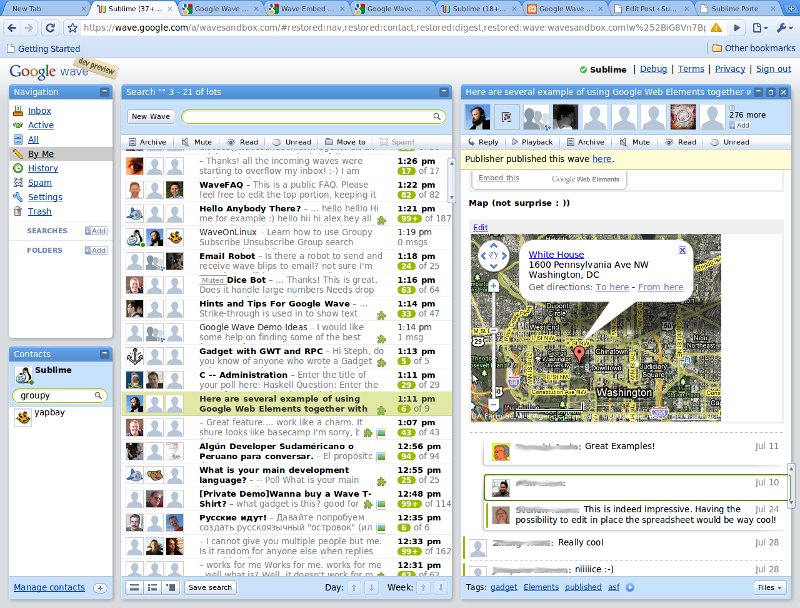 New Tab
Sublime (37+
Google Wave
Wave Embed
Google Wave
Sublime (18+
Google Wave
Edit Post ‹ Su
Sublime Porte
https://wave.google.com/a/wavesandbox.com/#restored:nav,restored:contact,restored:digest,restored:wave:wavesandbox.com!w%252BiG8Vn7Bp
Getting Started
Other bookmarks
Google wave
dev preview
Sublime | Debug | Terms | Privacy | Sign out
Navigation
Inbox
Active
All
By Me
History
Spam
Settings
Trash
SEARCHES Add
FOLDERS Add
Contacts
Sublime
groupy
yapbay
Manage contacts
Search "" 3 - 21 of lots
New Wave
Archive Mute Read Unread Move to Spam!
– Thanks! all the incoming waves were 1:26 pm
starting to overflow my inbox! :-) I am 17 of 17
WaveFAQ – This is a public FAQ. Please 1:22 pm
feel free to edit the top portion, keeping it 82 of 82
Hello Anybody There? – ... hello helllo Hi 1:21 pm
me for example :) hello hii hi alex hey all 99+ of 187
WaveOnLinux – Learn how to use Groupy 1:19 pm
Subscribe Unsubscribe Group search 0 msgs
Email Robot – Is there a robot to send and 1:18 pm
receive wave blips to email? not sure I'm 24 of 25
Muted Dice Bot – ... Thanks! This is great. 1:16 pm
Does it handle large numbers Needs drop 63 of 64
Hints and Tips For Google Wave – ... 1:14 pm
Strike-through is used in to show text 33 of 47
Google Wave Demo Ideas – I would like 1:14 pm
some help on finding some of the best 1 msg
Gadget with GWT and RPC – Hi Steph, do 1:13 pm
you know of anyone who wrote a Gadget 5 of 5
C -- Administration – Enter the title of 1:11 pm
your poll here: Haskell Question: Enter the 29 of 29
Here are several example of using 1:11 pm
Google Web Elements together with 6 of 9
– Great feature.... work like a charm. It 1:07 pm
shure looks like basecamp I'm sorry, b 43 of 43
Algún Developer Sudaméricano o 12:56 pm
Peruano para conversar. – El propósito 94 of 94
What is your main development 12:55 pm
language? – -- Poll What is your main 25 of 25
[Private Demo]Wanna buy a Wave T- 12:48 pm
Shirt? – what gadget is this? good for 99+ of 114
Русские идут! – Давайте попробуем 12:35 pm
создать русскоязычный "островок" (ил 6 of 6
– I cannot give you multiple people but me. 12:33 pm
Is it random for anyone else when replies 99+ of 162
– works for me Works for me. works for me 12:31 pm
Save search
Day:
Week:
Here are several example of using Google Web Elements together w
276 more
Add
Reply Playback Archive Mute Read Unread
Publisher published this wave here.
Embed this
Google Web Elements
Map (not surprise : ))
Edit
White House
1600 Pennsylvania Ave NW
Washington, DC
Get directions: To here - From here
Dupont
Circle
Chinatown
Downtown
Judiciary
Square
Constitution Ave NW
Washington
Great Examples! Jul 11
Jul 10
This is indeed impressive. Having the Jul 24
possibility to edit in place the spreadsheet would be way cool!
Really cool Jul 28
niiiice :-) Jul 28
Tags: gadget Elements published asf
Files